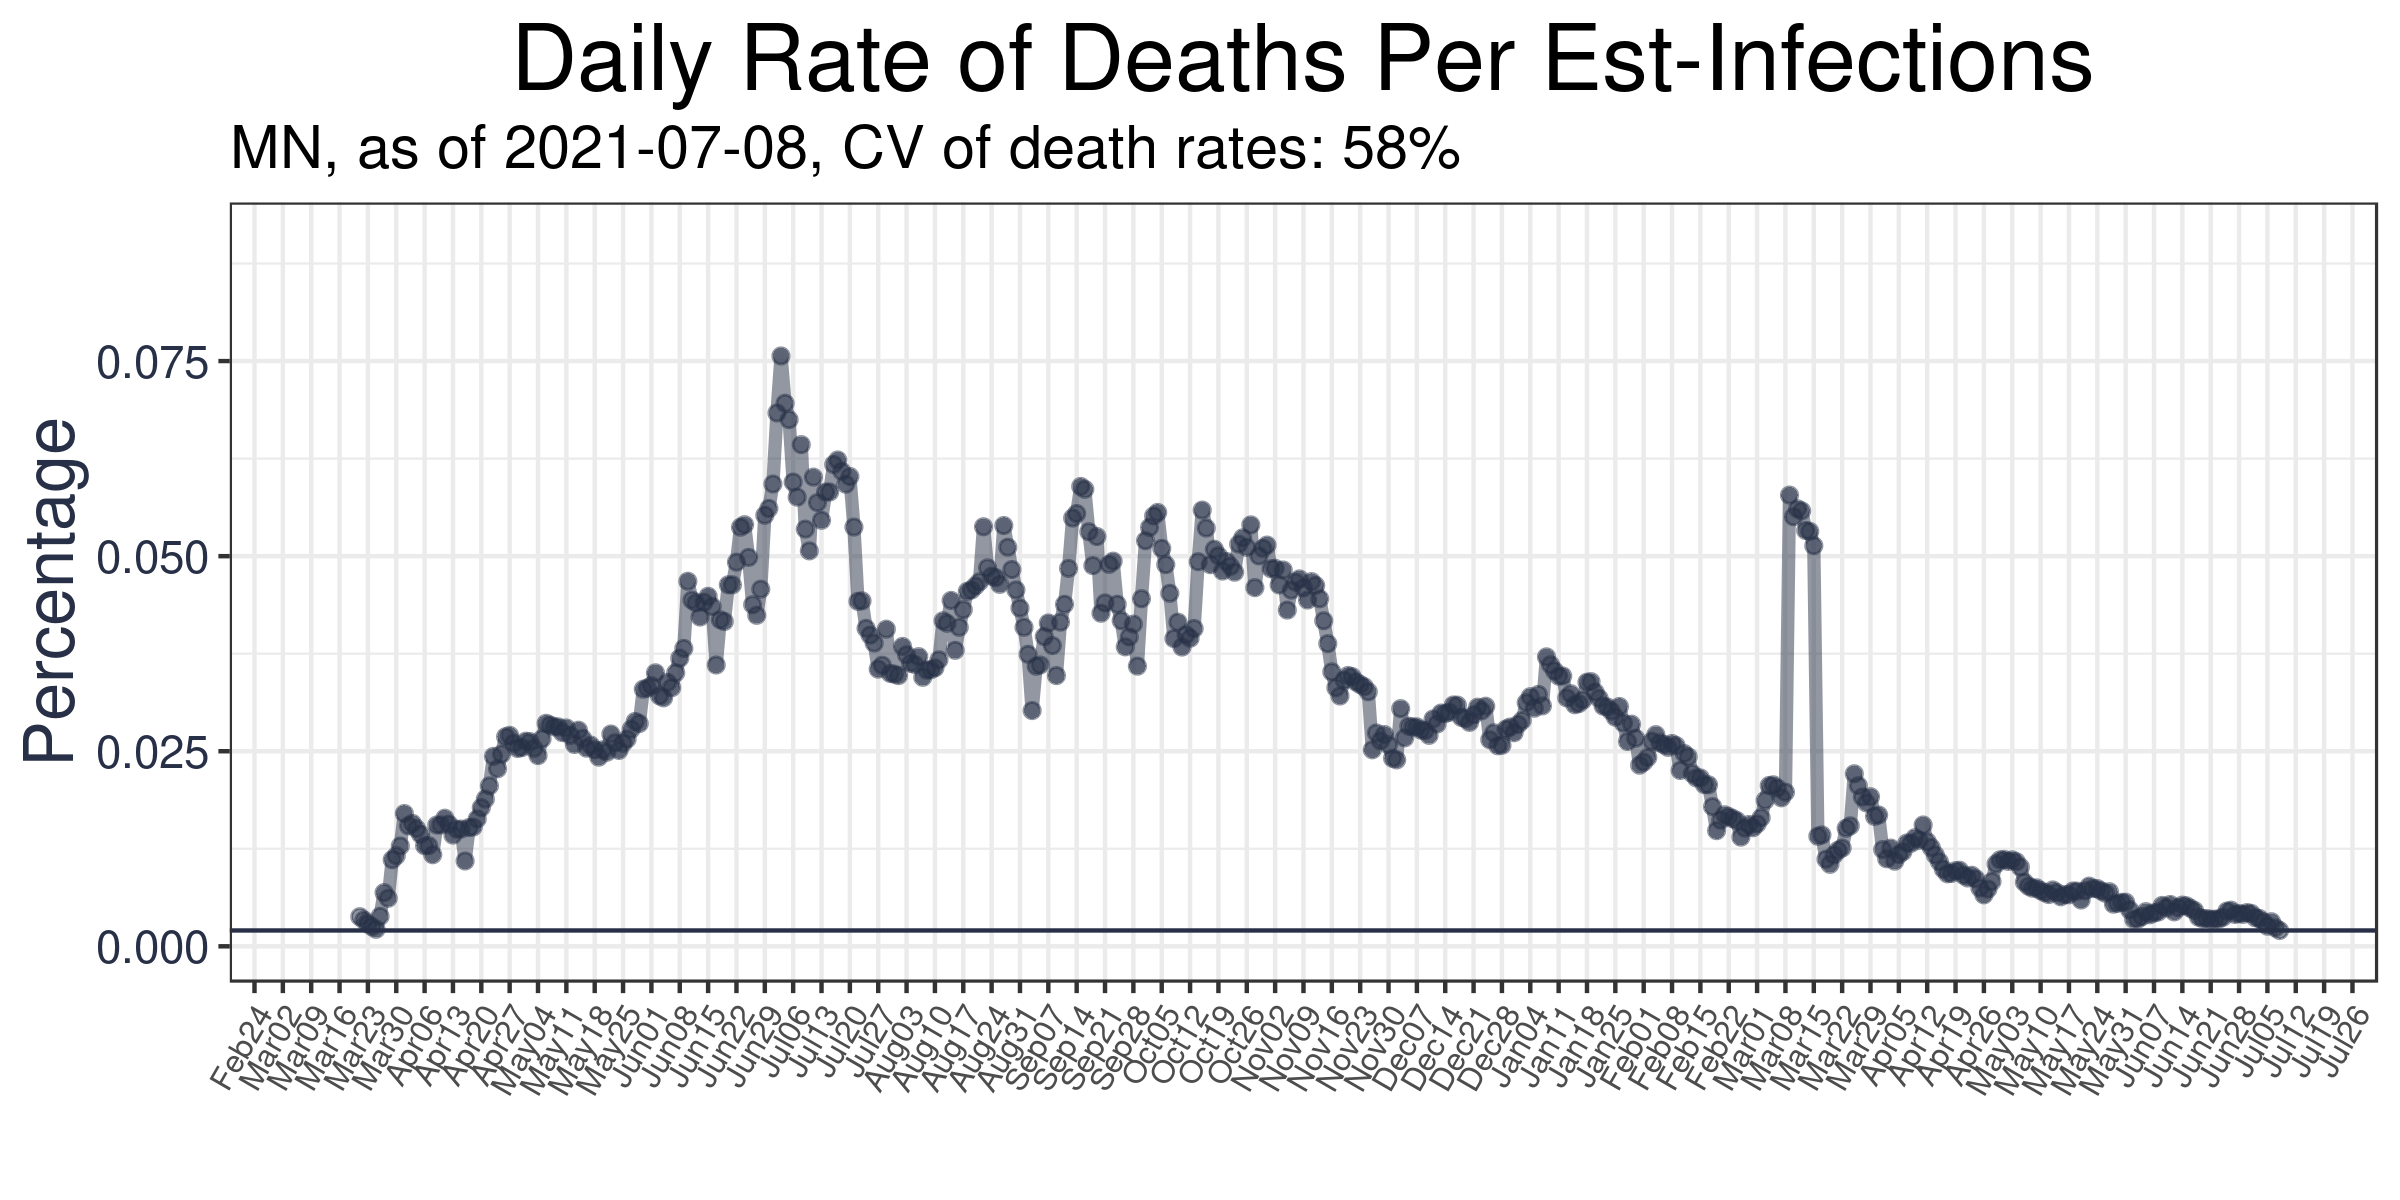 Daily Rate of Deaths Per Est-Infections
MN, as of 2021-07-08, CV of death rates: 58%
Percentage
0.075
0.050
0.025
0.000
Feb24
Mar02
Mar09
Mar16
Mar23
Mar30
Apr06
Apr13
Apr20
Apr27
May04
May11
May18
May25
Jun01
Jun08
Jun15
Jun22
Jun29
Jul06
Jul13
Jul20
Jul27
Aug03
Aug10
Aug17
Aug24
Aug31
Sep07
Sep14
Sep21
Sep28
Oct05
Oct12
Oct19
Oct26
Nov02
Nov09
Nov16
Nov23
Nov30
Dec07
Dec14
Dec21
Dec28
Jan04
Jan11
Jan18
Jan25
Feb01
Feb08
Feb15
Feb22
Mar01
Mar08
Mar15
Mar22
Mar29
Apr05
Apr12
Apr19
Apr26
May03
May10
May17
May24
May31
Jun07
Jun14
Jun21
Jun28
Jul05
Jul12
Jul19
Jul26